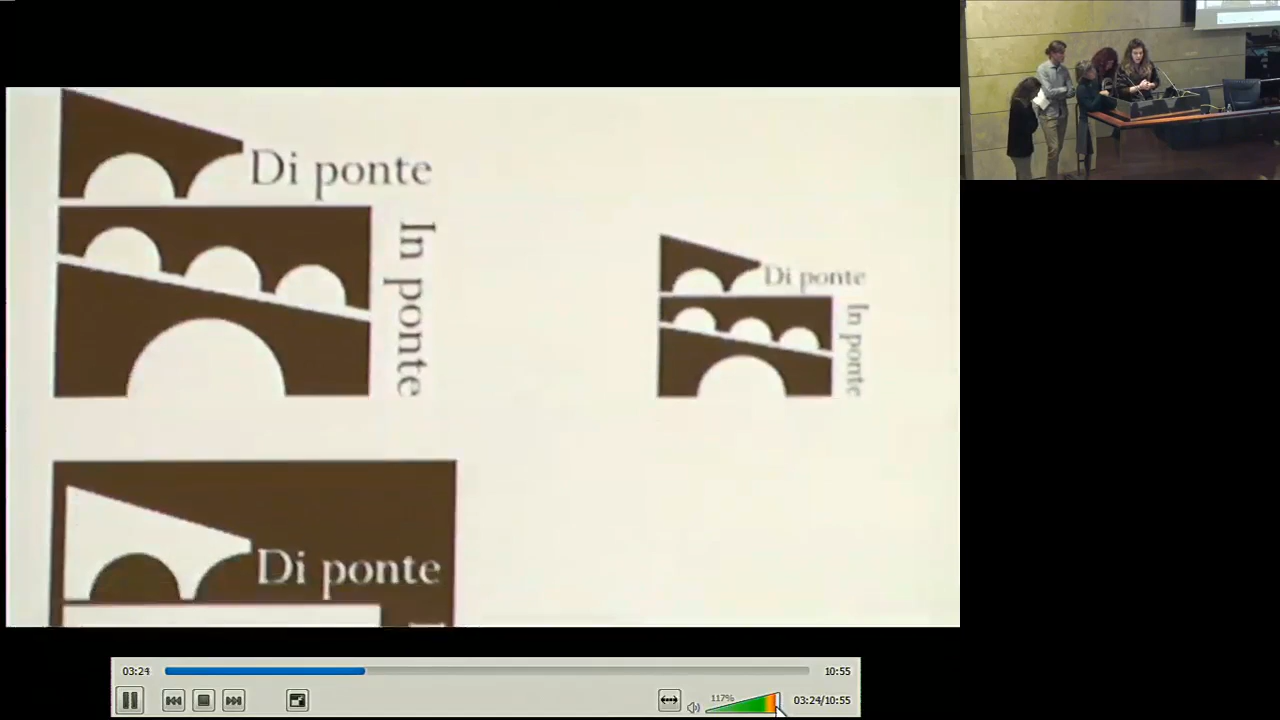 Di ponte
In ponte
Di ponte
In ponte
Di ponte
03:24
10:55
117%
03:24/10:55